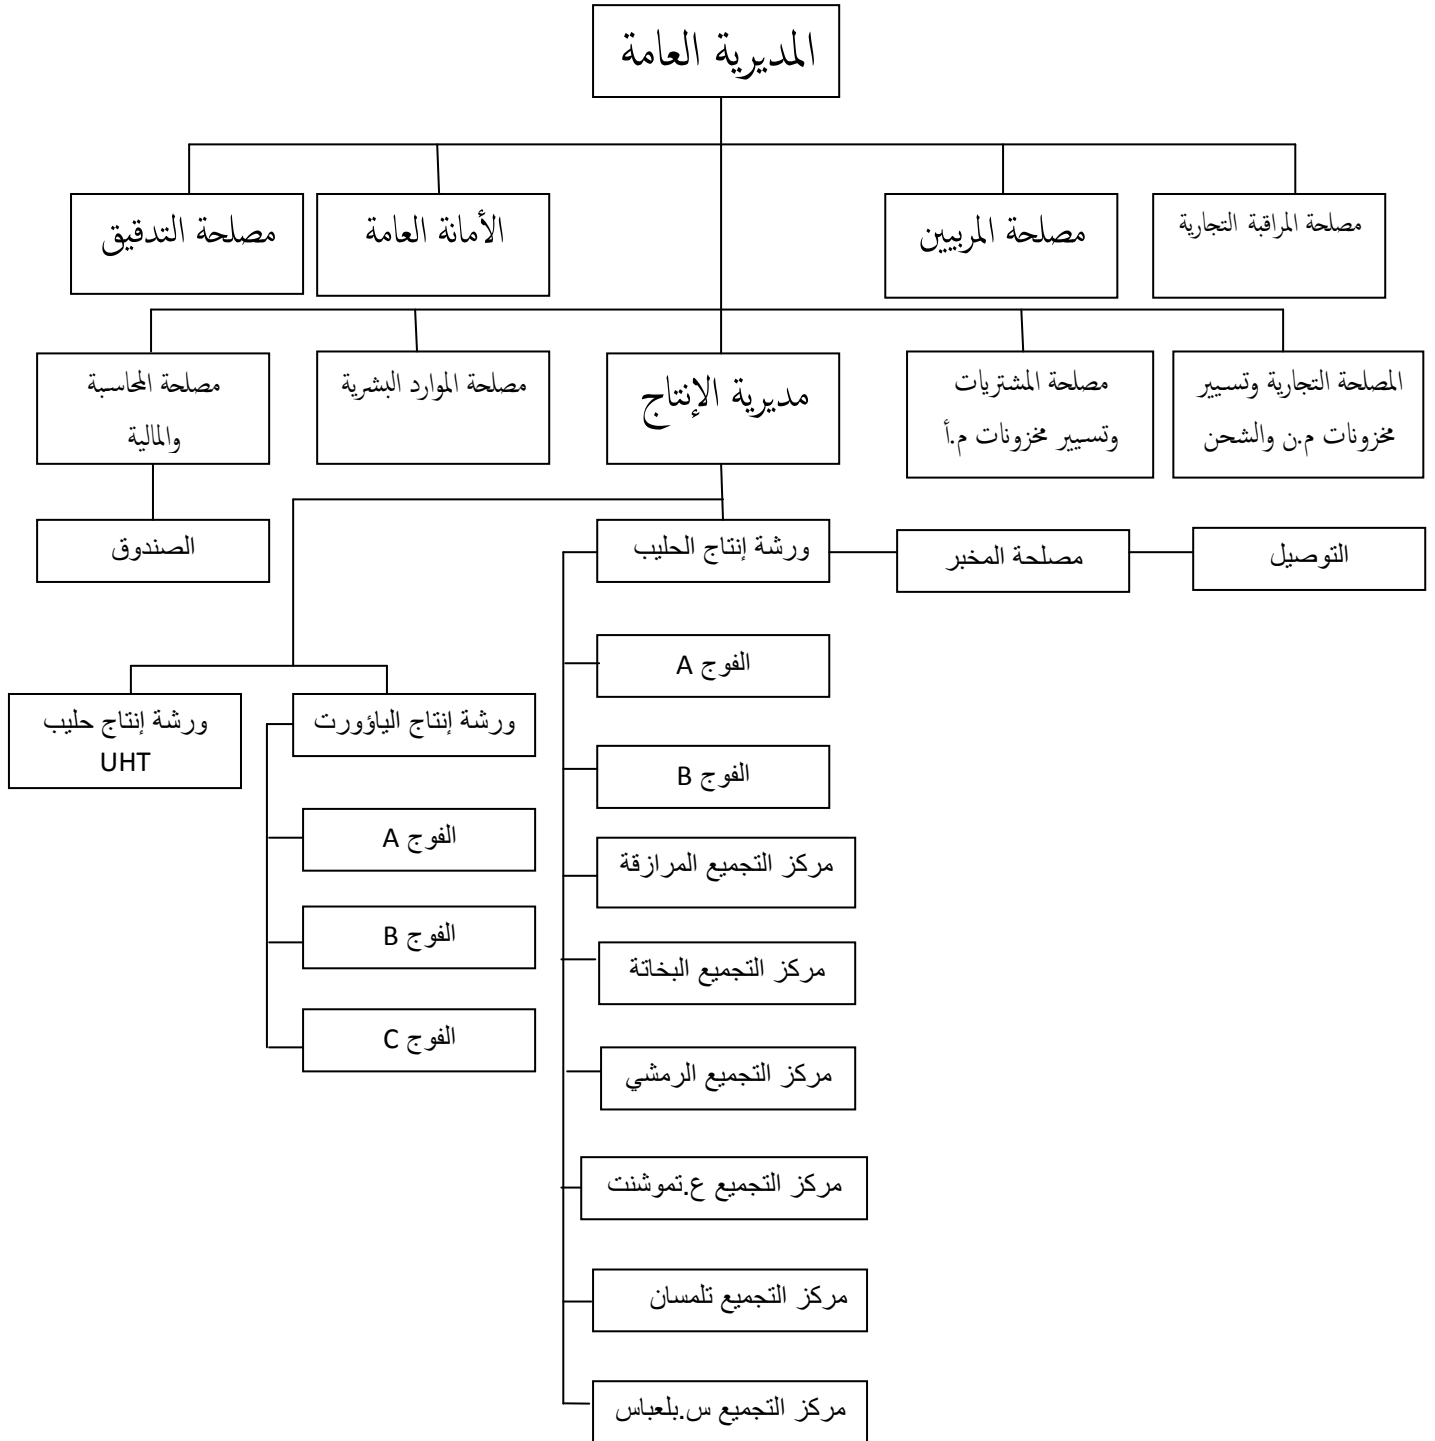 المديرية العامة
مصلحة المراقبة التجارية
مصلحة المربيين
الأمانة العامة
مصلحة التدقيق
المصلحة التجارية وتسيير
مخزونات م.ن والشحن
مصلحة المشتريات
وتسيير مخزونات م.أ
مديرية الإنتاج
مصلحة الموارد البشرية
مصلحة المحاسبة
والمالية
التوصيل
مصلحة المخبر
ورشة إنتاج الحليب
الصندوق
الفوج A
الفوج B
مركز التجميع المرازقة
مركز التجميع البخاتة
مركز التجميع الرمشي
مركز التجميع ع.تموشنت
مركز التجميع تلمسان
مركز التجميع س.بلعباس
ورشة إنتاج الياؤورت
الفوج A
الفوج B
الفوج C
ورشة إنتاج حليب
UHT